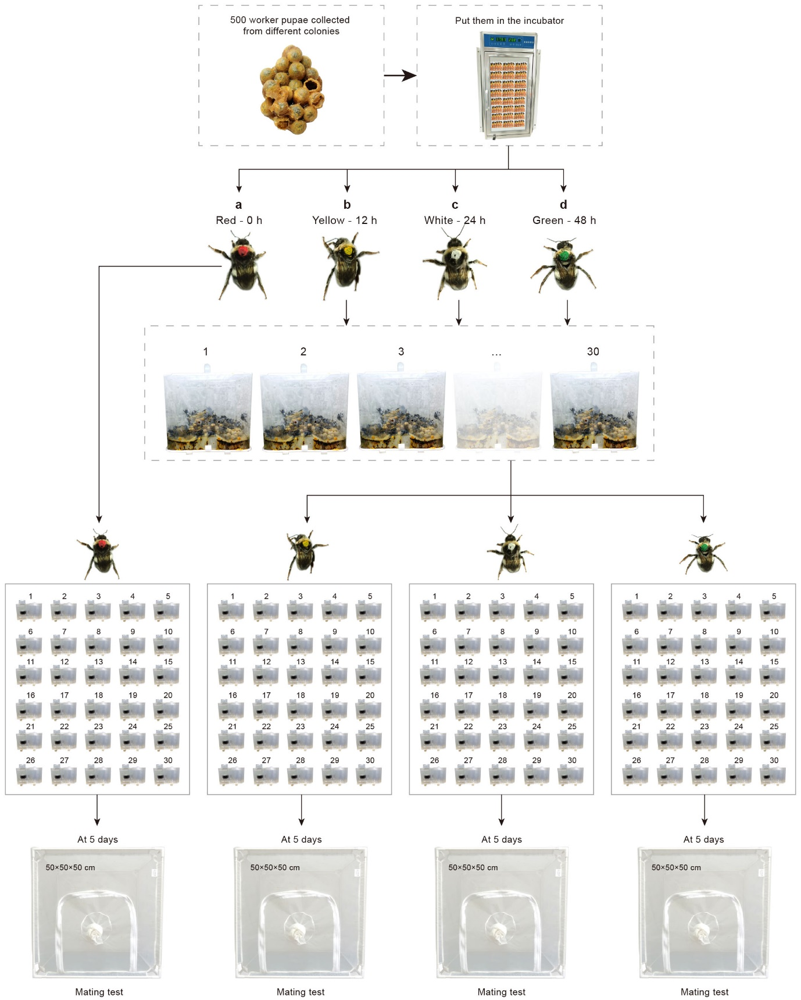 500 worker pupae collected
from different colonies
Put them in the incubator
a
b
c
d
Red - 0 h
Yellow - 12 h
White - 24 h
Green - 48 h
1 2 3 ... 30
1 2 3 4 5
6 7 8 9 10
11 12 13 14 15
16 17 18 19 20
21 22 23 24 25
26 27 28 29 30
1 2 3 4 5
6 7 8 9 10
11 12 13 14 15
16 17 18 19 20
21 22 23 24 25
26 27 28 29 30
1 2 3 4 5
6 7 8 9 10
11 12 13 14 15
16 17 18 19 20
21 22 23 24 25
26 27 28 29 30
1 2 3 4 5
6 7 8 9 10
11 12 13 14 15
16 17 18 19 20
21 22 23 24 25
26 27 28 29 30
At 5 days
At 5 days
At 5 days
At 5 days
50×50×50 cm
50×50×50 cm
50×50×50 cm
50×50×50 cm
Mating test
Mating test
Mating test
Mating test